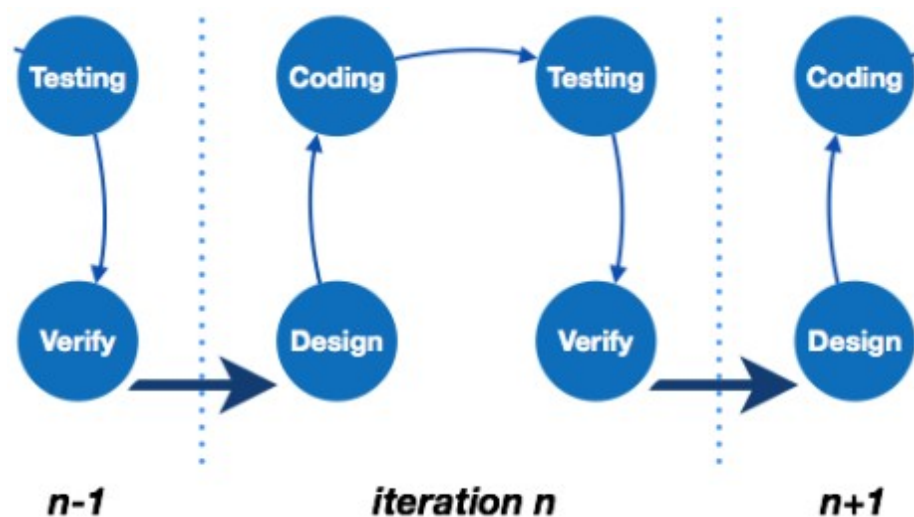 Testing
Coding
Testing
Coding
Verify
Design
Verify
Design
n-1
iteration n
n+1